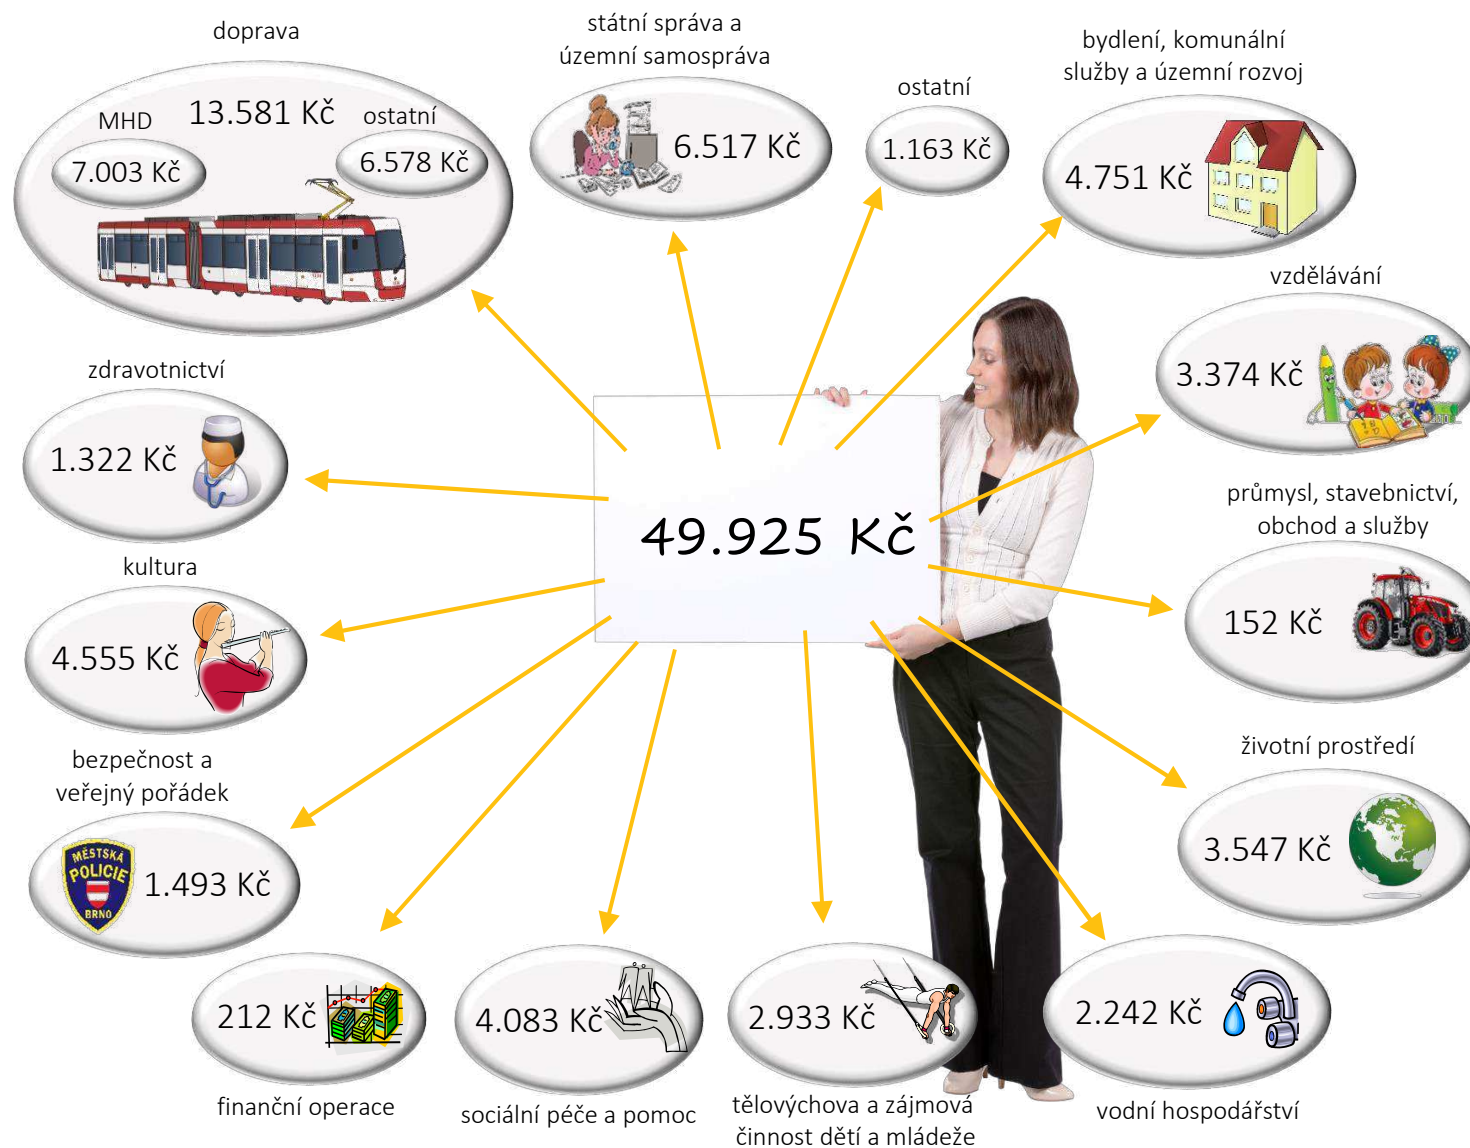 doprava
13.581 Kč
MHD
7.003 Kč
ostatní
6.578 Kč
státní správa a
územní samospráva
6.517 Kč
ostatní
1.163 Kč
bydlení, komunální
služby a územní rozvoj
4.751 Kč
vzdělávání
3.374 Kč
zdravotnictví
1.322 Kč
49.925 Kč
průmysl, stavebnictví,
obchod a služby
152 Kč
kultura
4.555 Kč
životní prostředí
3.547 Kč
bezpečnost a
veřejný pořádek
MĚSTSKÁ
POLICIE
BRNO
1.493 Kč
212 Kč
finanční operace
4.083 Kč
sociální péče a pomoc
2.933 Kč
tělovýchova a zájmová
činnost dětí a mládeže
2.242 Kč
vodní hospodářství